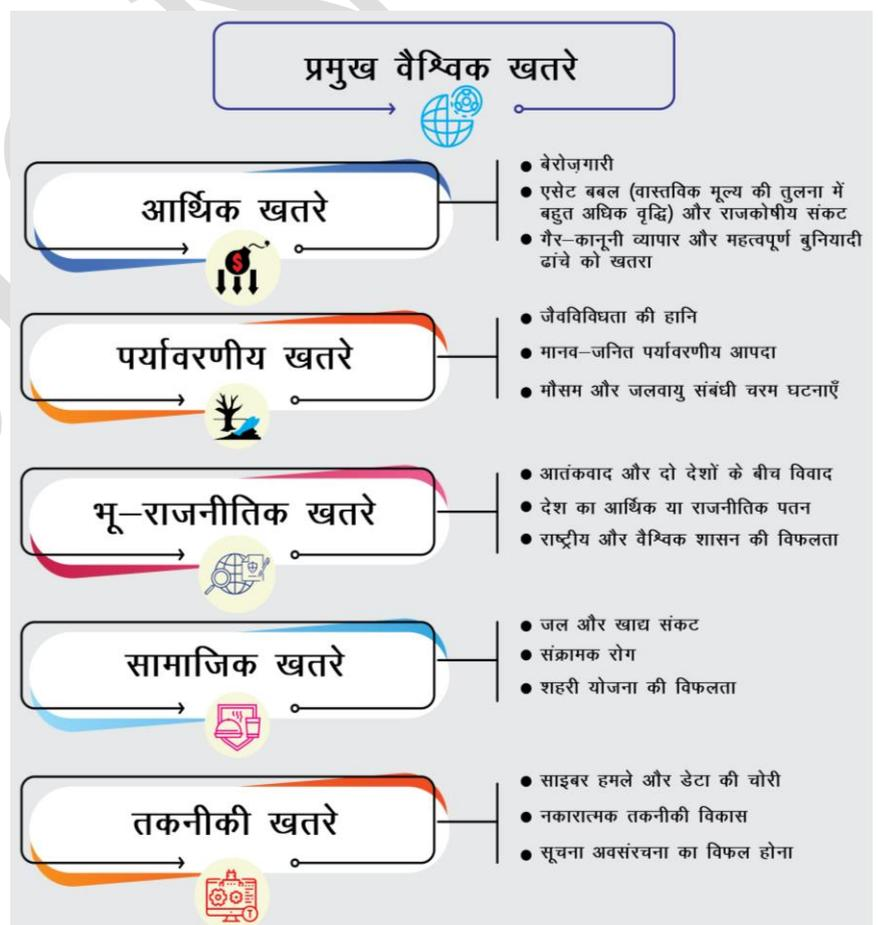 प्रमुख वैश्विक खतरे
आर्थिक खतरे
● बेरोज़गारी
● एसेट बबल (वास्तविक मूल्य की तुलना में
बहुत अधिक वृद्धि) और राजकोषीय संकट
● गैर–कानूनी व्यापार और महत्वपूर्ण बुनियादी
ढांचे को खतरा
$
पर्यावरणीय खतरे
● जैवविविधता की हानि
● मानव–जनित पर्यावरणीय आपदा
● मौसम और जलवायु संबंधी चरम घटनाएँ
भू–राजनीतिक खतरे
● आतंकवाद और दो देशों के बीच विवाद
● देश का आर्थिक या राजनीतिक पतन
● राष्ट्रीय और वैश्विक शासन की विफलता
सामाजिक खतरे
● जल और खाद्य संकट
● संक्रामक रोग
● शहरी योजना की विफलता
तकनीकी खतरे
● साइबर हमले और डेटा की चोरी
● नकारात्मक तकनीकी विकास
● सूचना अवसंरचना का विफल होना
T